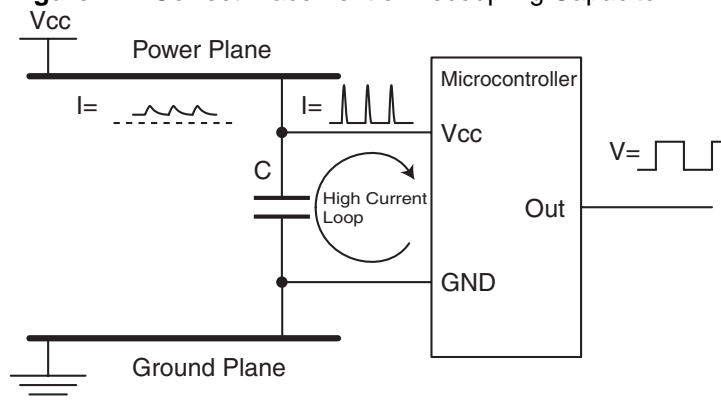 Vcc
Power Plane
I=
I=
Microcontroller
Vcc
V=
C
High Current
Loop
Out
GND
Ground Plane